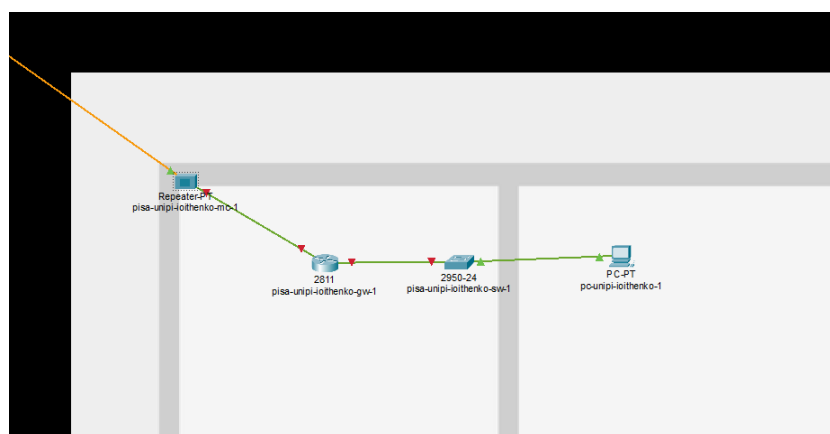 Repeater-PT
pisa-unipi-ioithenko-mc-1
2811
pisa-unipi-ioithenko-gw-1
2950-24
pisa-unipi-ioithenko-sw-1
PC-PT
pc-unipi-ioithenko-1